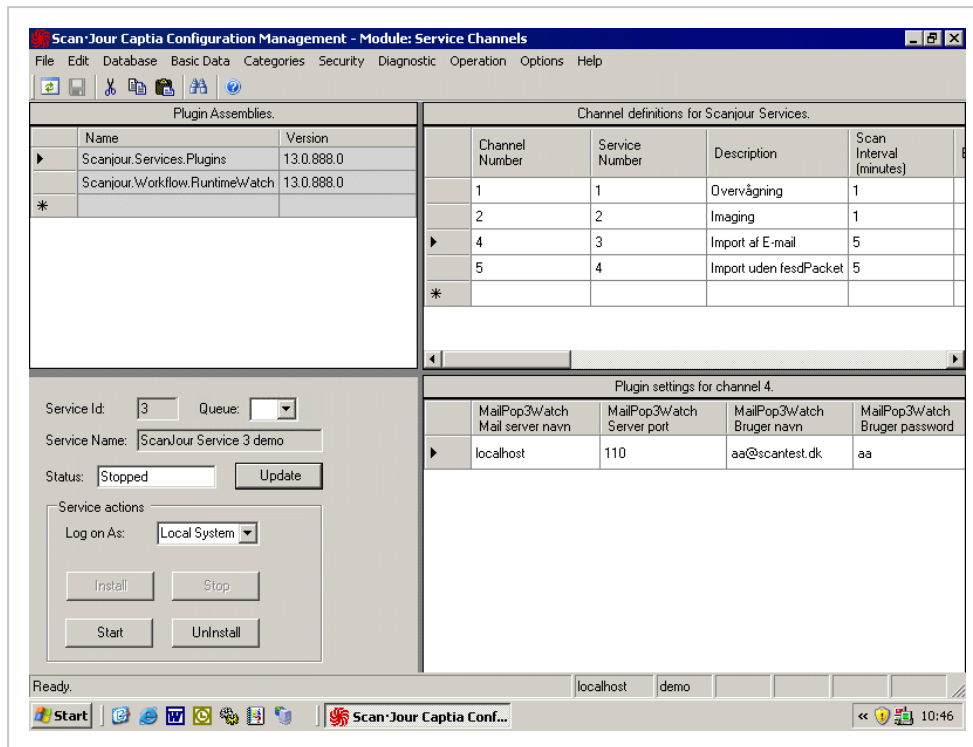 Scan·Jour Captia Configuration Management - Module: Service Channels
File Edit Database Basic Data Categories Security Diagnostic Operation Options Help
Plugin Assemblies.
Name Version
Scanjour.Services.Plugins 13.0.888.0
Scanjour.Workflow.RuntimeWatch 13.0.888.0
Channel definitions for Scanjour Services.
Channel Number Service Number Description Scan Interval (minutes)
1 1 Overvågning 1
2 2 Imaging 1
4 3 Import af E-mail 5
5 4 Import uden fesdPacket 5
Service Id: 3 Queue:
Service Name: ScanJour Service 3 demo
Status: Stopped Update
Service actions
Log on As: Local System
Install Stop
Start UnInstall
Plugin settings for channel 4.
MailPop3Watch Mail server navn MailPop3Watch Server port MailPop3Watch Bruger navn MailPop3Watch Bruger password
localhost 110 aa@scantest.dk aa
Ready. localhost demo
Start Scan·Jour Captia Conf... « 10:46